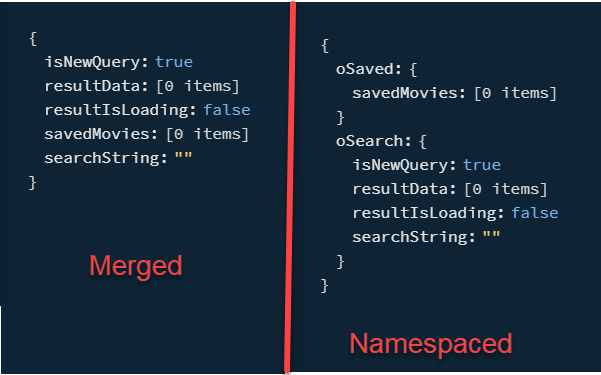 {
isNewQuery: true
resultData: [0 items]
resultIsLoading: false
savedMovies: [0 items]
searchString: ""
}
Merged
{
oSaved: {
savedMovies: [0 items]
}
oSearch: {
isNewQuery: true
resultData: [0 items]
resultIsLoading: false
searchString: ""
}
}
Namespaced